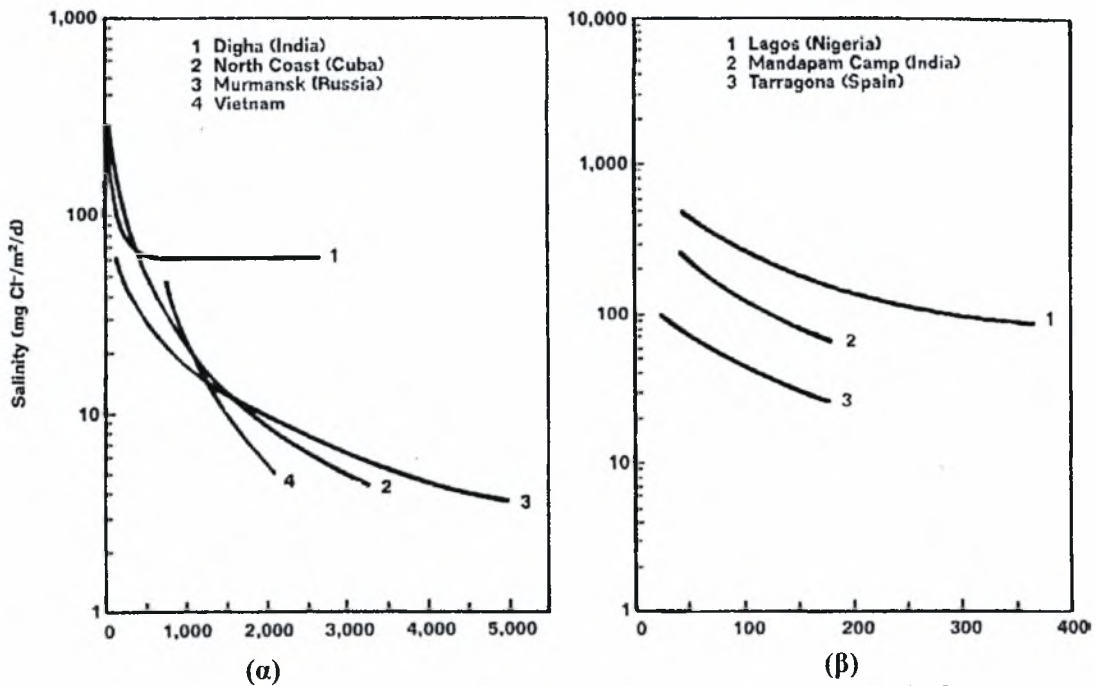 1,000
100
10
1
Salinity (mg Cl⁻/m²/d)
1 Digha (India)
2 North Coast (Cuba)
3 Murmansk (Russia)
4 Vietnam
1
4
2
3
0 1,000 2,000 3,000 4,000 5,000
(α)
10,000
1,000
100
10
1
1 Lagos (Nigeria)
2 Mandapam Camp (India)
3 Tarragona (Spain)
1
2
3
0 100 200 300 400
(β)